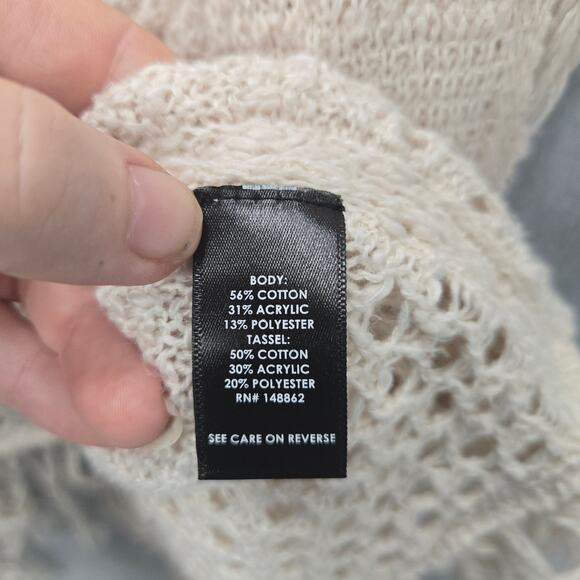 BODY:
56% COTTON
31% ACRYLIC
13% POLYESTER
TASSEL:
50% COTTON
30% ACRYLIC
20% POLYESTER
RN# 148862
SEE CARE ON REVERSE